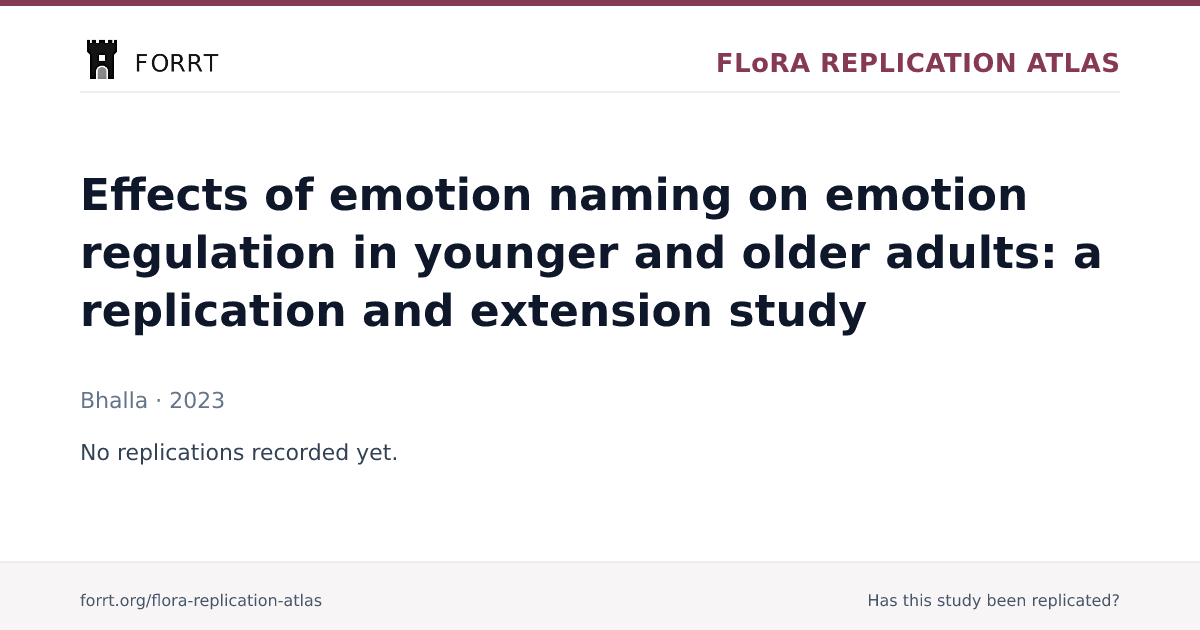 FORRT
FLoRA REPLICATION ATLAS
Effects of emotion naming on emotion
regulation in younger and older adults: a
replication and extension study
Bhalla · 2023
No replications recorded yet.
forrt.org/flora-replication-atlas
Has this study been replicated?